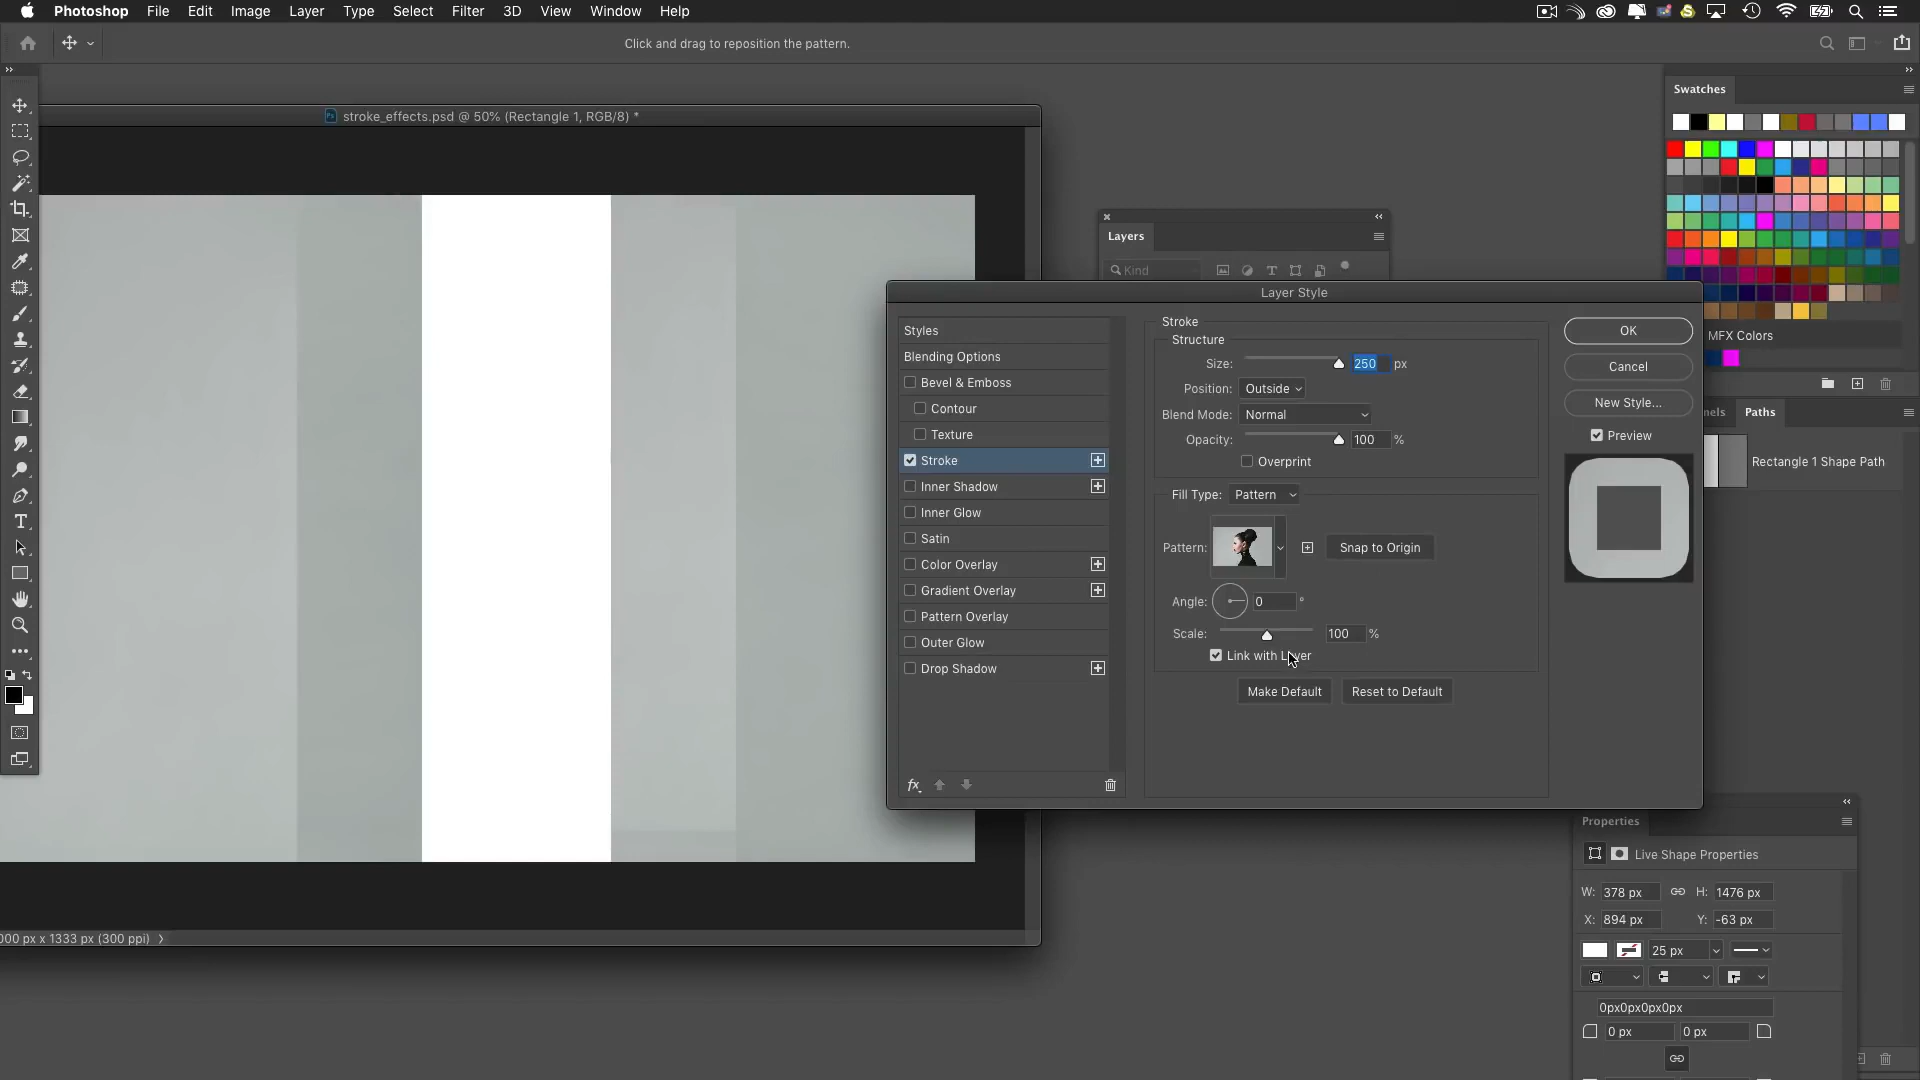 Photoshop File Edit Image Layer Type Select Filter 3D View Window Help
Click and drag to reposition the pattern.
Swatches
stroke_effects.psd @ 50% (Rectangle 1, RGB/8) *
Layers
Kind
Layer Style
Styles
Blending Options
Bevel & Emboss
Contour
Texture
Stroke
Inner Shadow
Inner Glow
Satin
Color Overlay
Gradient Overlay
Pattern Overlay
Outer Glow
Drop Shadow
fx
Stroke
Structure
Size: 250 px
Position: Outside
Blend Mode: Normal
Opacity: 100 %
Overprint
Fill Type: Pattern
Pattern: Snap to Origin
Angle: 0 °
Scale: 100 %
Link with Layer
Make Default Reset to Default
OK
Cancel
New Style...
Preview
MFX Colors
nels Paths
Rectangle 1 Shape Path
000 px x 1333 px (300 ppi)
Properties
Live Shape Properties
W: 378 px H: 1476 px
X: 894 px Y: -63 px
25 px
0px0px0px0px
0 px 0 px